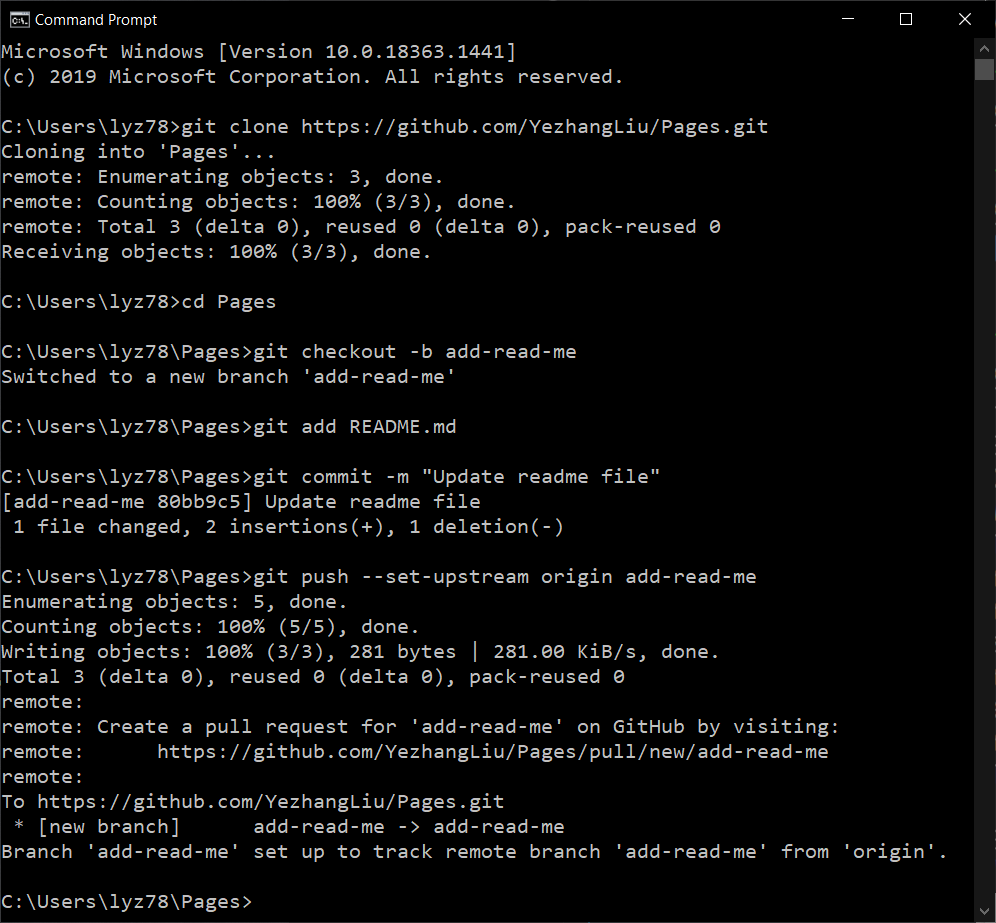 Command Prompt
Microsoft Windows [Version 10.0.18363.1441]
(c) 2019 Microsoft Corporation. All rights reserved.
C:\Users\lyz78>git clone https://github.com/YezhangLiu/Pages.git
Cloning into 'Pages'...
remote: Enumerating objects: 3, done.
remote: Counting objects: 100% (3/3), done.
remote: Total 3 (delta 0), reused 0 (delta 0), pack-reused 0
Receiving objects: 100% (3/3), done.
C:\Users\lyz78>cd Pages
C:\Users\lyz78\Pages>git checkout -b add-read-me
Switched to a new branch 'add-read-me'
C:\Users\lyz78\Pages>git add README.md
C:\Users\lyz78\Pages>git commit -m "Update readme file"
[add-read-me 80bb9c5] Update readme file
 1 file changed, 2 insertions(+), 1 deletion(-)
C:\Users\lyz78\Pages>git push --set-upstream origin add-read-me
Enumerating objects: 5, done.
Counting objects: 100% (5/5), done.
Writing objects: 100% (3/3), 281 bytes | 281.00 KiB/s, done.
Total 3 (delta 0), reused 0 (delta 0), pack-reused 0
remote:
remote: Create a pull request for 'add-read-me' on GitHub by visiting:
remote:      https://github.com/YezhangLiu/Pages/pull/new/add-read-me
remote:
To https://github.com/YezhangLiu/Pages.git
 * [new branch]      add-read-me -> add-read-me
Branch 'add-read-me' set up to track remote branch 'add-read-me' from 'origin'.
C:\Users\lyz78\Pages>